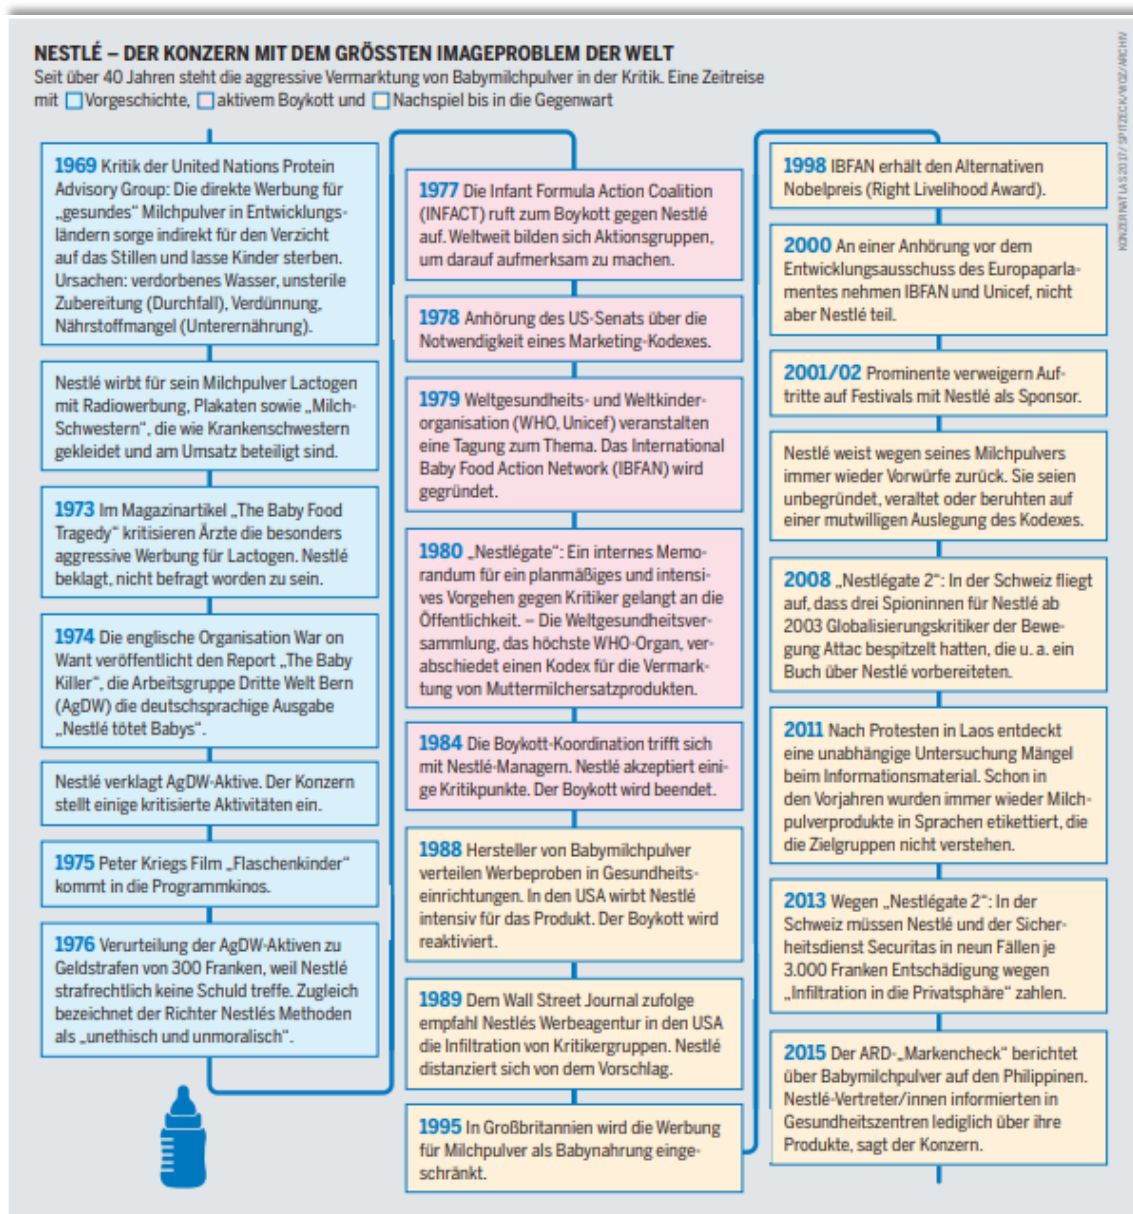 NESTLÉ – DER KONZERN MIT DEM GRÖSSTEN IMAGEPROBLEM DER WELT
Seit über 40 Jahren steht die aggressive Vermarktung von Babymilchpulver in der Kritik. Eine Zeitreise
mit Vorgeschichte, aktivem Boykott und Nachspiel bis in die Gegenwart
1969 Kritik der United Nations Protein
Advisory Group: Die direkte Werbung für
„gesundes“ Milchpulver in Entwicklungs-
ländern sorge indirekt für den Verzicht
auf das Stillen und lasse Kinder sterben.
Ursachen: verdorbenes Wasser, unsterile
Zubereitung (Durchfall), Verdünnung,
Nährstoffmangel (Unterernährung).
Nestlé wirbt für sein Milchpulver Lactogen
mit Radiowerbung, Plakaten sowie „Milch-
Schwestern“, die wie Krankenschwestern
gekleidet und am Umsatz beteiligt sind.
1973 Im Magazinartikel „The Baby Food
Tragedy“ kritisieren Ärzte die besonders
aggressive Werbung für Lactogen. Nestlé
beklagt, nicht befragt worden zu sein.
1974 Die englische Organisation War on
Want veröffentlicht den Report „The Baby
Killer“, die Arbeitsgruppe Dritte Welt Bern
(AgDW) die deutschsprachige Ausgabe
„Nestlé tötet Babys“.
Nestlé verklagt AgDW-Aktive. Der Konzern
stellt einige kritisierte Aktivitäten ein.
1975 Peter Kriegs Film „Flaschenkinder“
kommt in die Programmkinos.
1976 Verurteilung der AgDW-Aktiven zu
Geldstrafen von 300 Franken, weil Nestlé
strafrechtlich keine Schuld treffe. Zugleich
bezeichnet der Richter Nestlés Methoden
als „unethisch und unmoralisch“.
1977 Die Infant Formula Action Coalition
(INFACT) ruft zum Boykott gegen Nestlé
auf. Weltweit bilden sich Aktionsgruppen,
um darauf aufmerksam zu machen.
1978 Anhörung des US-Senats über die
Notwendigkeit eines Marketing-Kodexes.
1979 Weltgesundheits- und Weltkinder-
organisation (WHO, Unicef) veranstalten
eine Tagung zum Thema. Das International
Baby Food Action Network (IBFAN) wird
gegründet.
1980 „Nestlégate“: Ein internes Memo-
randum für ein planmäßiges und intensi-
ves Vorgehen gegen Kritiker gelangt an die
Öffentlichkeit. – Die Weltgesundheitsver-
sammlung, das höchste WHO-Organ, ver-
abschiedet einen Kodex für die Vermark-
tung von Muttermilchersatzprodukten.
1984 Die Boykott-Koordination trifft sich
mit Nestlé-Managern. Nestlé akzeptiert eini-
ge Kritikpunkte. Der Boykott wird beendet.
1988 Hersteller von Babymilchpulver
verteilen Werbeproben in Gesundheits-
einrichtungen. In den USA wirbt Nestlé
intensiv für das Produkt. Der Boykott wird
reaktiviert.
1989 Dem Wall Street Journal zufolge
empfahl Nestlés Werbeagentur in den USA
die Infiltration von Kritikergruppen. Nestlé
distanziert sich von dem Vorschlag.
1995 In Großbritannien wird die Werbung
für Milchpulver als Babynahrung einge-
schränkt.
1998 IBFAN erhält den Alternativen
Nobelpreis (Right Livelihood Award).
2000 An einer Anhörung vor dem
Entwicklungsausschuss des Europaparla-
mentes nehmen IBFAN und Unicef, nicht
aber Nestlé teil.
2001/02 Prominente verweigern Auf-
tritte auf Festivals mit Nestlé als Sponsor.
Nestlé weist wegen seines Milchpulvers
immer wieder Vorwürfe zurück. Sie seien
unbegründet, veraltet oder beruhten auf
einer mutwilligen Auslegung des Kodexes.
2008 „Nestlégate 2“: In der Schweiz fliegt
auf, dass drei Spioninnen für Nestlé ab
2003 Globalisierungskritiker der Bewe-
gung Attac bespitzelt hatten, die u. a. ein
Buch über Nestlé vorbereiteten.
2011 Nach Protesten in Laos entdeckt
eine unabhängige Untersuchung Mängel
beim Informationsmaterial. Schon in
den Vorjahren wurden immer wieder Milch-
pulverprodukte in Sprachen etikettiert, die
die Zielgruppen nicht verstehen.
2013 Wegen „Nestlégate 2“: In der
Schweiz müssen Nestlé und der Sicher-
heitsdienst Securitas in neun Fällen je
3.000 Franken Entschädigung wegen
„Infiltration in die Privatsphäre“ zahlen.
2015 Der ARD-„Markencheck“ berichtet
über Babymilchpulver auf den Philippinen.
Nestlé-Vertreter/innen informierten in
Gesundheitszentren lediglich über ihre
Produkte, sagt der Konzern.
KONZERNATLAS 2017/ SPITZECK/WOZ/ARCHIV